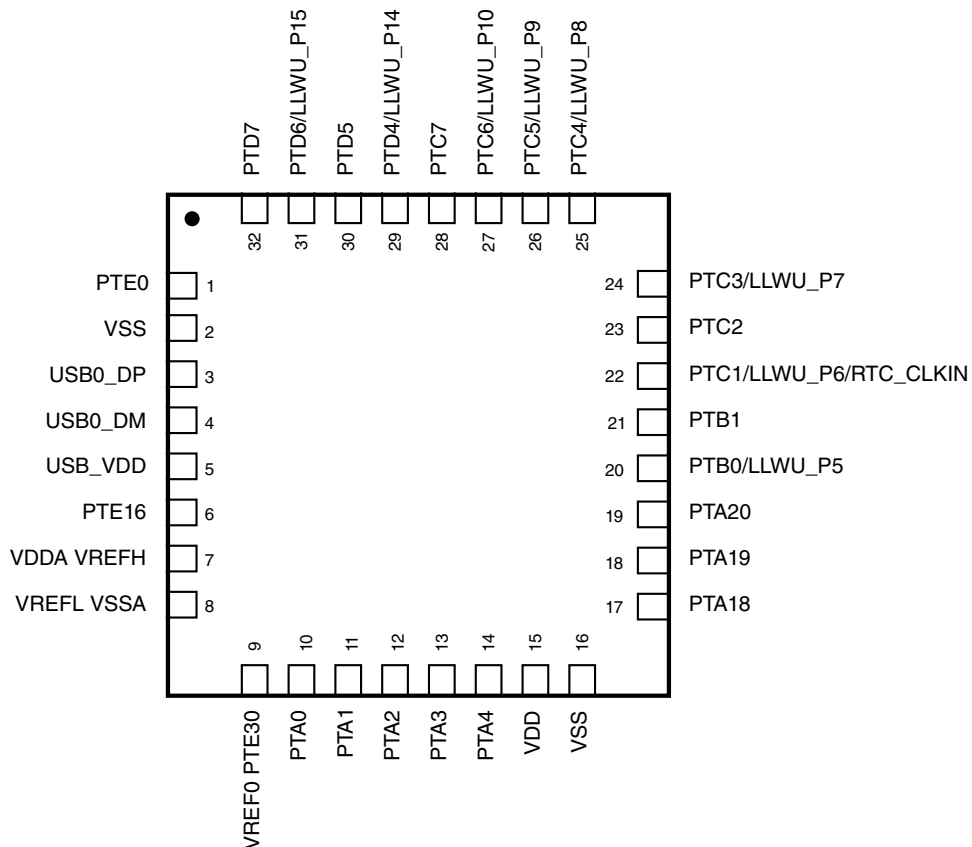 PTD7
PTD6/LLWU_P15
PTD5
PTD4/LLWU_P14
PTC7
PTC6/LLWU_P10
PTC5/LLWU_P9
PTC4/LLWU_P8
32
31
30
29
28
27
26
25
PTE0 1
VSS 2
USB0_DP 3
USB0_DM 4
USB_VDD 5
PTE16 6
VDDA VREFH 7
VREFL VSSA 8
24 PTC3/LLWU_P7
23 PTC2
22 PTC1/LLWU_P6/RTC_CLKIN
21 PTB1
20 PTB0/LLWU_P5
19 PTA20
18 PTA19
17 PTA18
9
10
11
12
13
14
15
16
VREF0 PTE30
PTA0
PTA1
PTA2
PTA3
PTA4
VDD
VSS